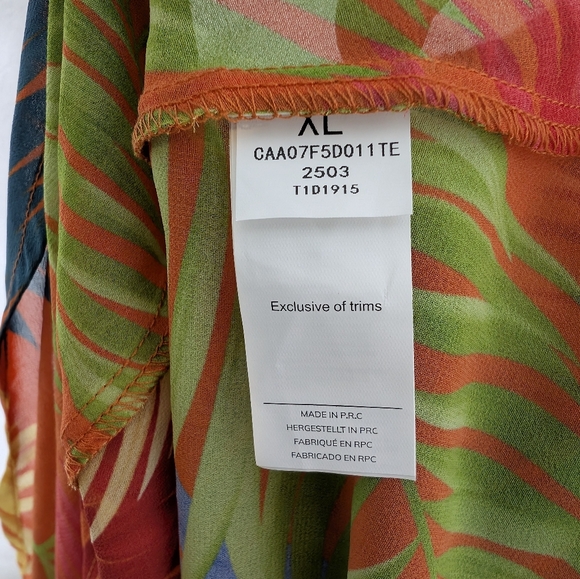 XL
CAA07F5D011TE
2503
T1D1915
Exclusive of trims
MADE IN P.R.C
HERGESTELLT IN PRC
FABRIQUÉ EN RPC
FABRICADO EN RPC